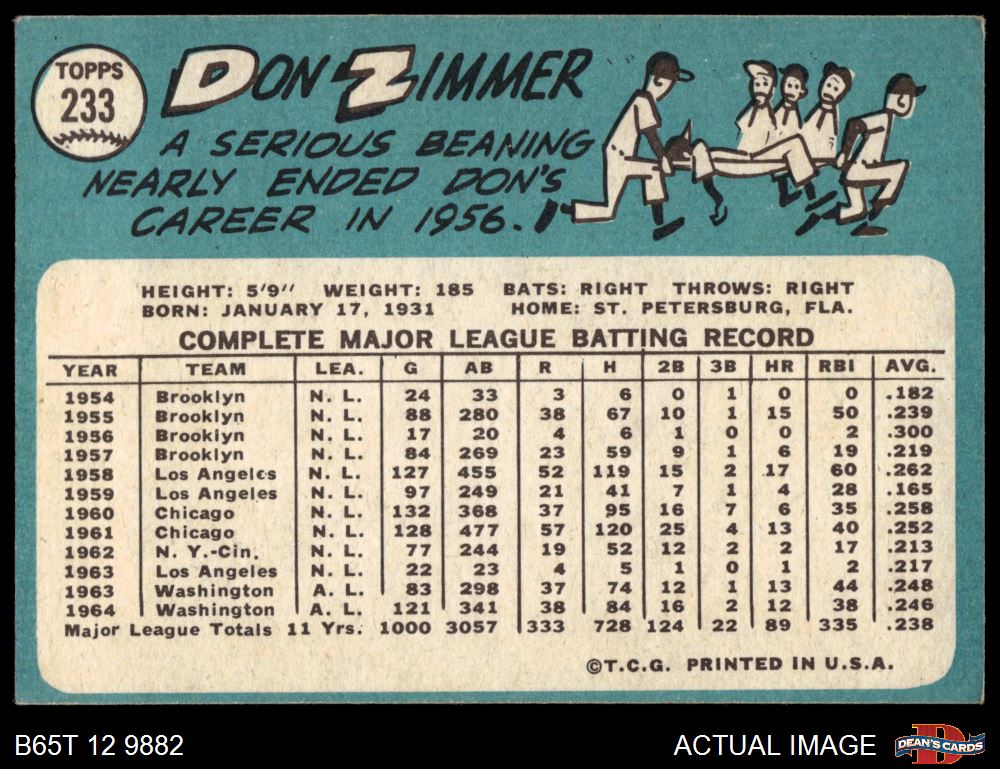 TOPPS
233
DON ZIMMER
A SERIOUS BEANING
NEARLY ENDED DON'S
CAREER IN 1956.
HEIGHT: 5'9" WEIGHT: 185 BATS: RIGHT THROWS: RIGHT
BORN: JANUARY 17, 1931 HOME: ST. PETERSBURG, FLA.
COMPLETE MAJOR LEAGUE BATTING RECORD
YEAR TEAM LEA. G AB R H 2B 3B HR RBI AVG.
1954 Brooklyn N. L. 24 33 3 6 0 1 0 0 .182
1955 Brooklyn N. L. 88 280 38 67 10 1 15 50 .239
1956 Brooklyn N. L. 17 20 4 6 1 0 0 2 .300
1957 Brooklyn N. L. 84 269 23 59 9 1 6 19 .219
1958 Los Angeles N. L. 127 455 52 119 15 2 17 60 .262
1959 Los Angeles N. L. 97 249 21 41 7 1 4 28 .165
1960 Chicago N. L. 132 368 37 95 16 7 6 35 .258
1961 Chicago N. L. 128 477 57 120 25 4 13 40 .252
1962 N. Y.-Cin. N. L. 77 244 19 52 12 2 2 17 .213
1963 Los Angeles N. L. 22 23 4 5 1 0 1 2 .217
1963 Washington A. L. 83 298 37 74 12 1 13 44 .248
1964 Washington A. L. 121 341 38 84 16 2 12 38 .246
Major League Totals 11 Yrs. 1000 3057 333 728 124 22 89 335 .238
©T.C.G. PRINTED IN U.S.A.
B65T 12 9882
ACTUAL IMAGE
D
DEAN'S CARDS